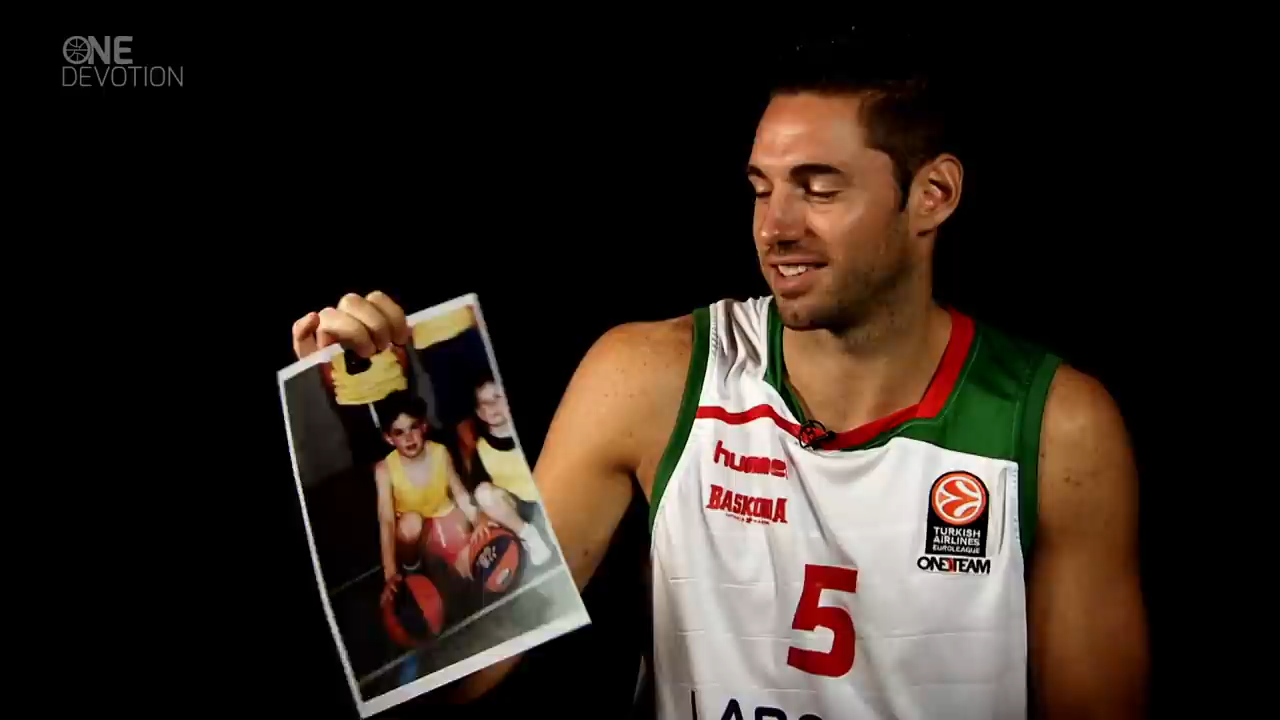 ONE
DEVOTION
hummel
BASKONIA
TURKISH
AIRLINES
EUROLEAGUE
ONE TEAM
5